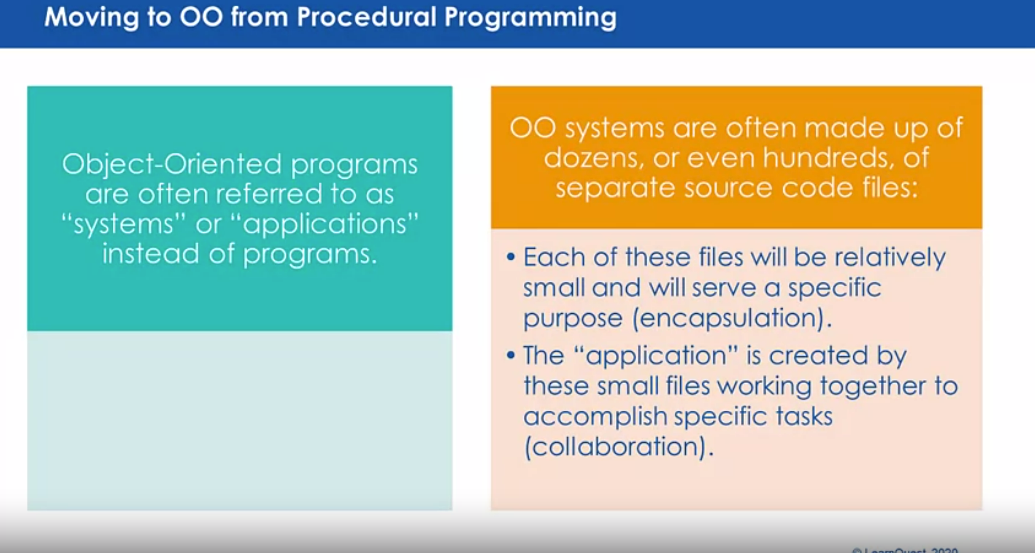 Moving to OO from Procedural Programming
Object-Oriented programs
are often referred to as
“systems” or “applications”
instead of programs.
OO systems are often made up of
dozens, or even hundreds, of
separate source code files:
• Each of these files will be relatively
small and will serve a specific
purpose (encapsulation).
• The “application” is created by
these small files working together to
accomplish specific tasks
(collaboration).